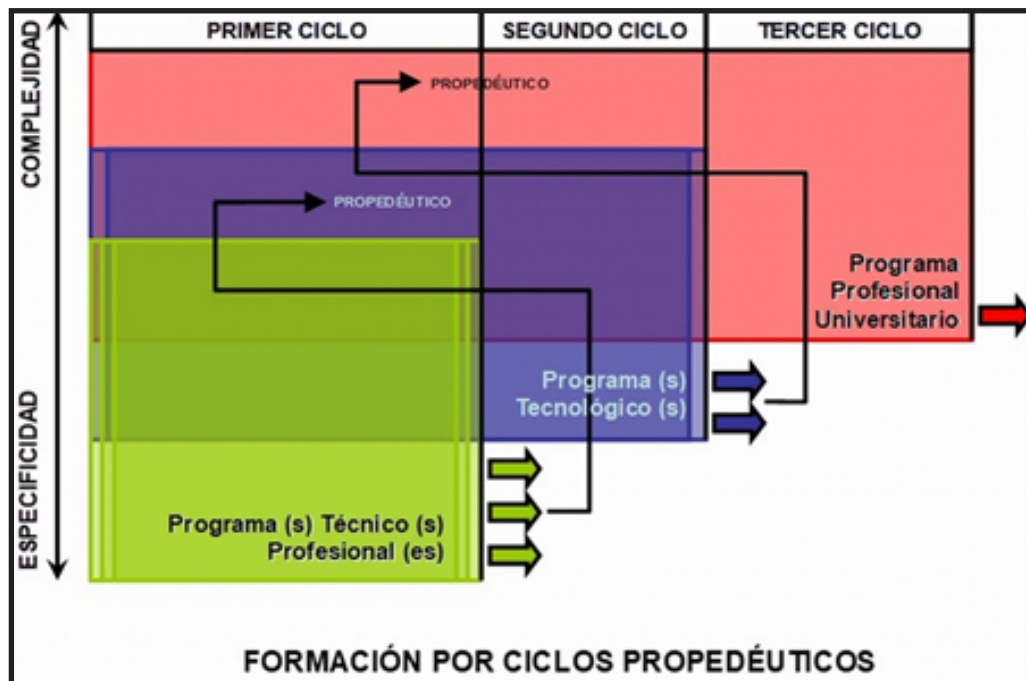 COMPLEJIDAD
ESPECIFICIDAD
PRIMER CICLO
SEGUNDO CICLO
TERCER CICLO
PROPEDÉUTICO
PROPEDÉUTICO
Programa
Profesional
Universitario
Programa (s)
Tecnológico (s)
Programa (s) Técnico (s)
Profesional (es)
FORMACIÓN POR CICLOS PROPEDÉUTICOS